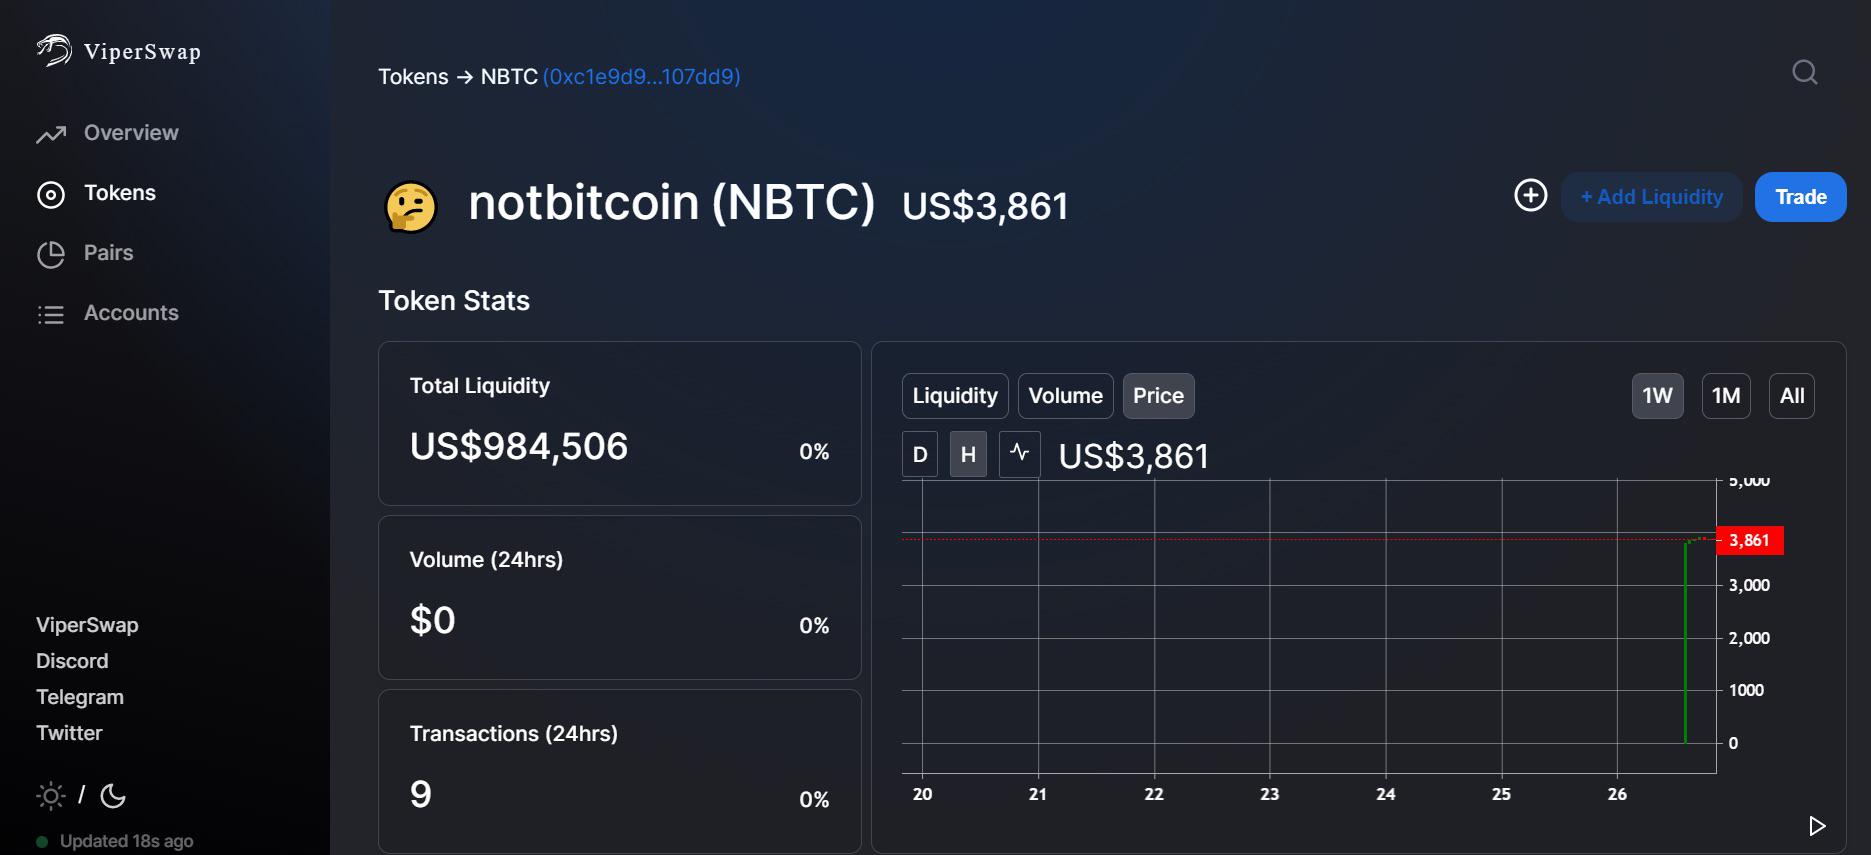 ViperSwap
Overview
Tokens
Pairs
Accounts
ViperSwap
Discord
Telegram
Twitter
/
Updated 18s ago
Tokens → NBTC (0xc1e9d9...107dd9)
notbitcoin (NBTC) US$3,861
+ Add Liquidity
Trade
Token Stats
Total Liquidity
US$984,506 0%
Volume (24hrs)
$0 0%
Transactions (24hrs)
9 0%
Liquidity Volume Price
1W 1M All
D H US$3,861
5,000
3,861
3,000
2,000
1000
0
20 21 22 23 24 25 26